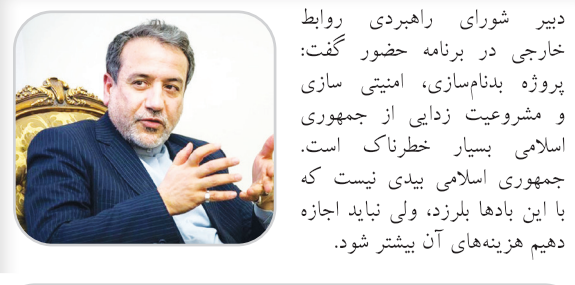 دبیر شورای راهبردی روابط
خارجی در برنامه حضور گفت:
پروژه بدنام‌سازی، امنیتی سازی
و مشروعیت زدایی از جمهوری
اسلامی بسیار خطرناک است.
جمهوری اسلامی بیدی نیست که
با این بادها بلرزد، ولی نباید اجازه
دهیم هزینه‌های آن بیشتر شود.